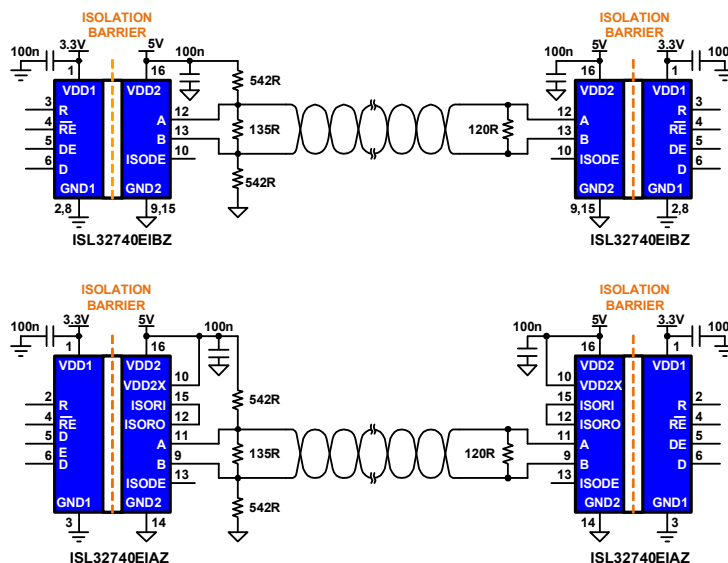 ISOLATION
BARRIER
ISOLATION
BARRIER
100n
3.3V
5V
100n
100n
5V
3.3V
100n
1
16
16
1
VDD1
VDD2
542R
VDD2
VDD1
3
R
A
12
12
A
R
3
4
RE
B
13
135R
120R
13
B
RE
4
5
DE
ISODE
10
10
ISODE
DE
5
6
D
D
6
GND1
GND2
542R
GND2
GND1
2,8
9,15
9,15
2,8
ISL32740EIBZ
ISL32740EIBZ
ISOLATION
BARRIER
ISOLATION
BARRIER
100n
3.3V
5V
100n
100n
5V
3.3V
100n
1
16
16
1
VDD1
VDD2
VDD2
VDD1
VDD2X
10
10
VDD2X
2
R
ISORI
15
542R
15
ISORI
R
2
4
RE
ISORO
12
12
ISORO
RE
4
5
D
E
A
11
11
A
DE
5
6
D
B
9
135R
120R
9
B
D
6
ISODE
13
13
ISODE
GND1
GND2
542R
GND2
GND1
3
14
14
3
ISL32740EIAZ
ISL32740EIAZ